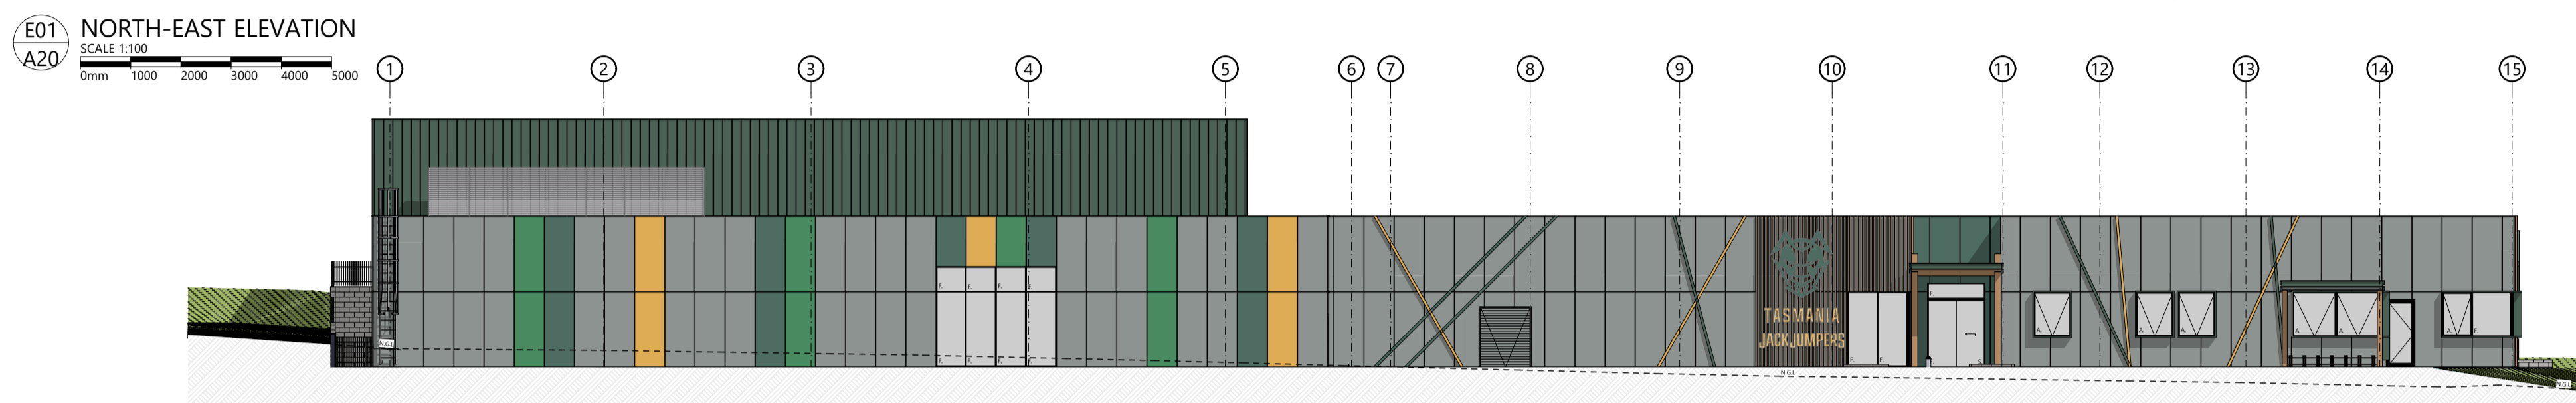 E01
A20
NORTH-EAST ELEVATION
SCALE 1:100
0mm 1000 2000 3000 4000 5000
1 2 3 4 5 6 7 8 9 10 11 12 13 14 15
TASMANIA
JACKJUMPERS
F. F. F. F.
F.
A. A. A. A. A. A. F.
F. F. F. F.
F. F. S.
N.G.L
N.G.L
N.G.L